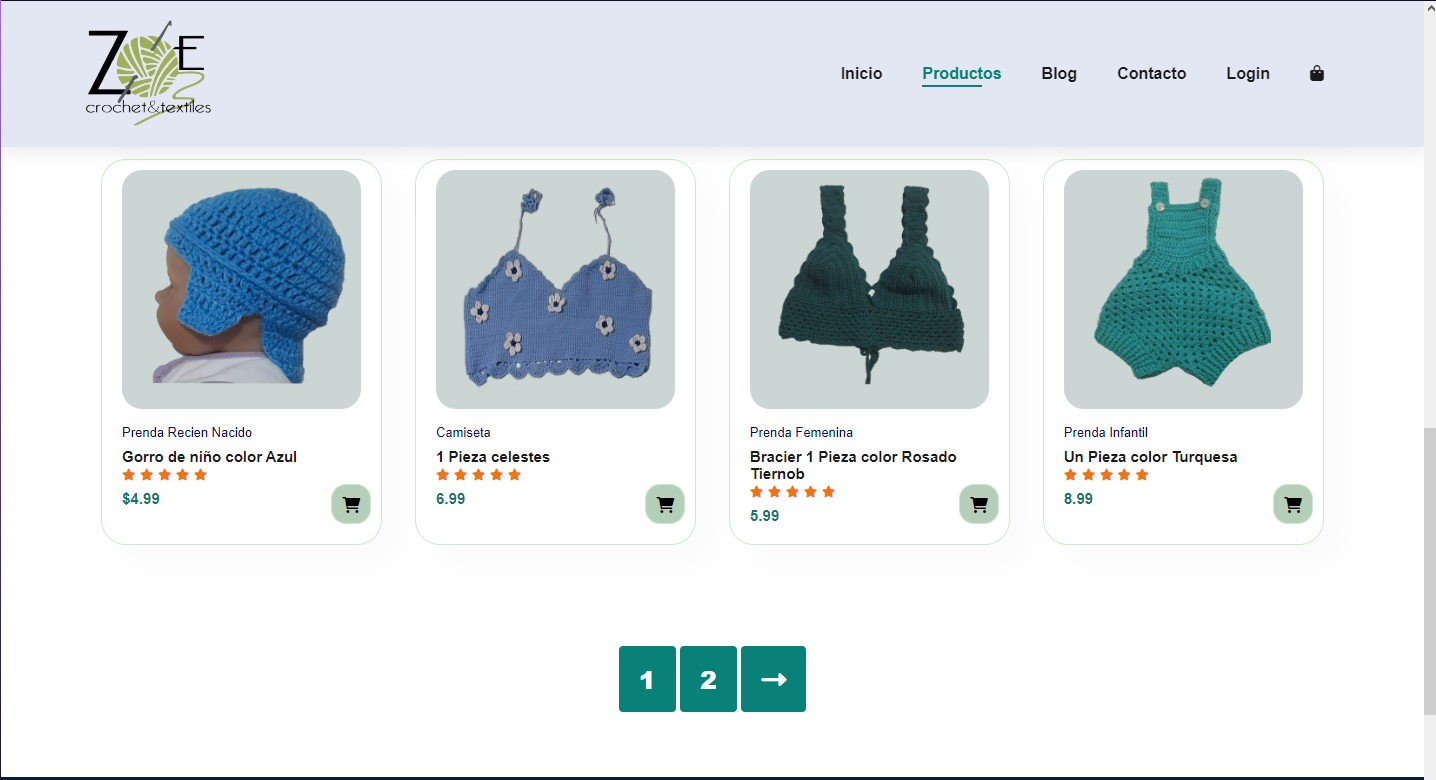 ZOE
crochet&textiles
Inicio
Productos
Blog
Contacto
Login
Prenda Recien Nacido
Gorro de niño color Azul
$4.99
Camiseta
1 Pieza celestes
6.99
Prenda Femenina
Bracier 1 Pieza color Rosado
Tiernob
5.99
Prenda Infantil
Un Pieza color Turquesa
8.99
1
2